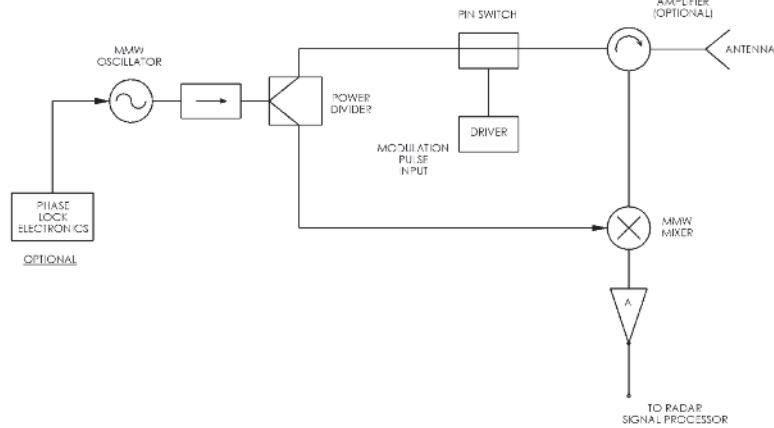 AMPLIFIER
(OPTIONAL)
PIN SWITCH
ANTENNA
MMW
OSCILLATOR
POWER
DIVIDER
DRIVER
MODULATION
PULSE
INPUT
PHASE
LOCK
ELECTRONICS
OPTIONAL
MMW
MIXER
A
TO RADAR
SIGNAL PROCESSOR